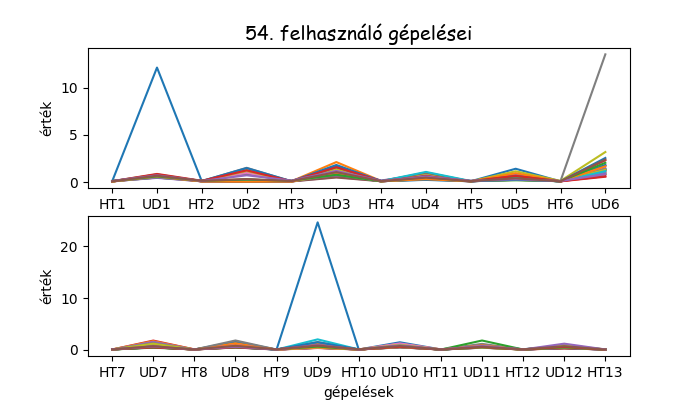 54. felhasználó gépelései
érték
10
5
0
HT1 UD1 HT2 UD2 HT3 UD3 HT4 UD4 HT5 UD5 HT6 UD6
érték
20
10
0
HT7 UD7 HT8 UD8 HT9 UD9 HT10 UD10 HT11 UD11 HT12 UD12 HT13
gépelések